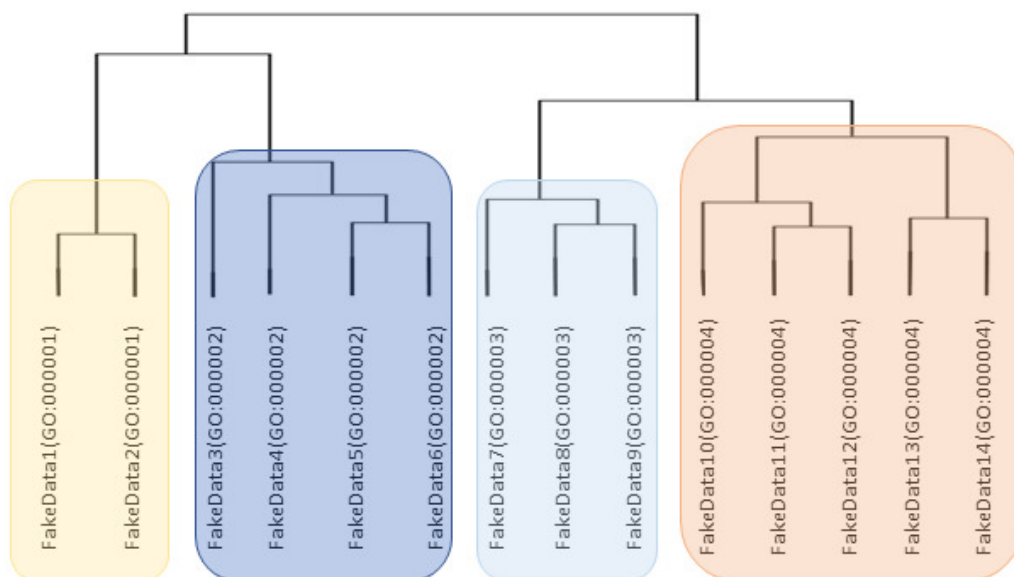 FakeData1(GO:000001)
FakeData2(GO:000001)
FakeData3(GO:000002)
FakeData4(GO:000002)
FakeData5(GO:000002)
FakeData6(GO:000002)
FakeData7(GO:000003)
FakeData8(GO:000003)
FakeData9(GO:000003)
FakeData10(GO:000004)
FakeData11(GO:000004)
FakeData12(GO:000004)
FakeData13(GO:000004)
FakeData14(GO:000004)